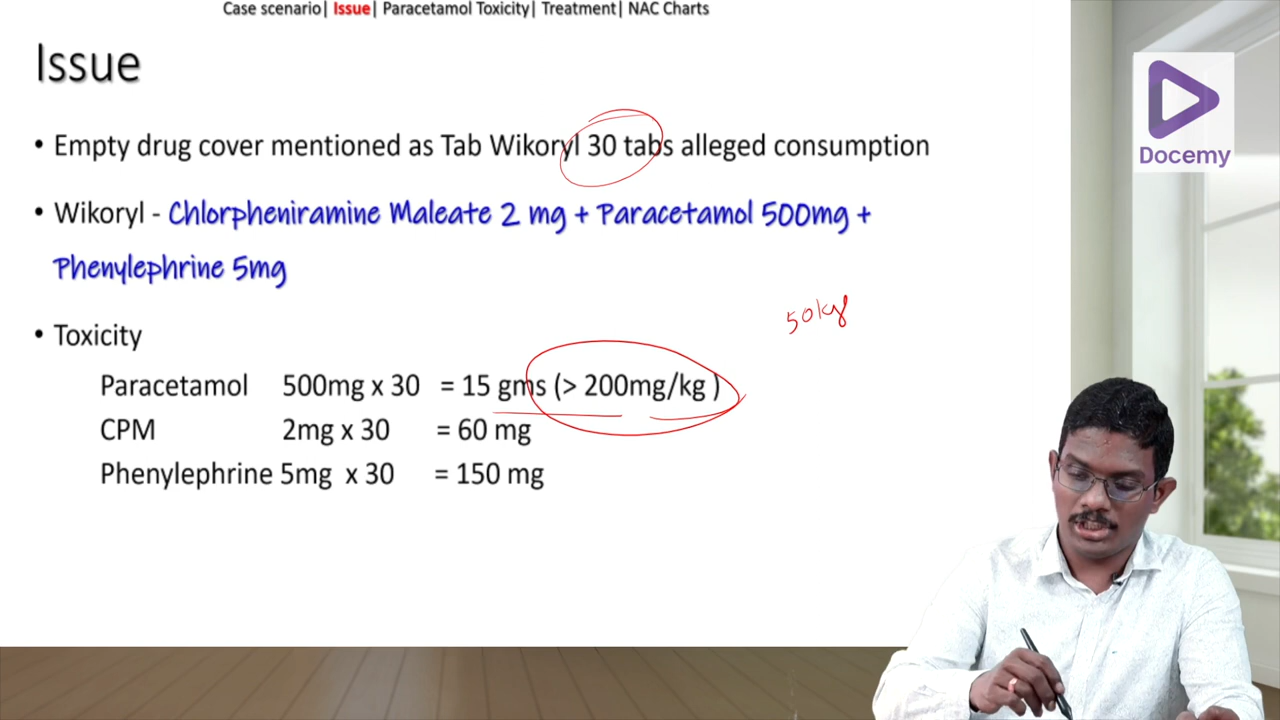 Case scenario| Issue| Paracetamol Toxicity| Treatment| NAC Charts
Issue
• Empty drug cover mentioned as Tab Wikoryl 30 tabs alleged consumption
• Wikoryl - Chlorpheniramine Maleate 2 mg + Paracetamol 500mg +
Phenylephrine 5mg
50kg
• Toxicity
Paracetamol 500mg x 30 = 15 gms (> 200mg/kg )
CPM 2mg x 30 = 60 mg
Phenylephrine 5mg x 30 = 150 mg
Docemy